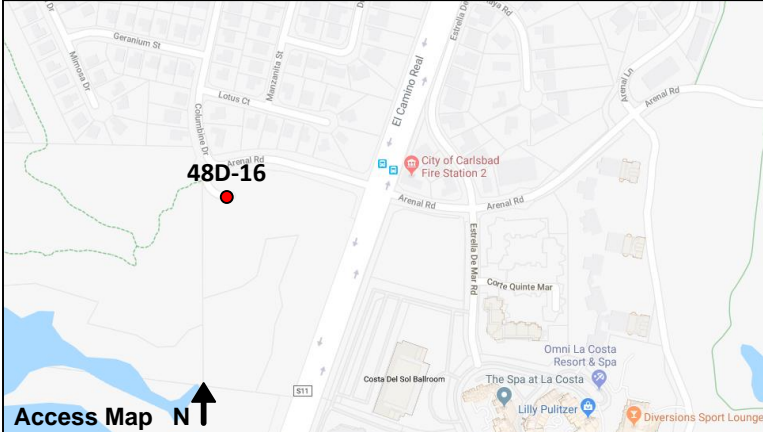 Dr
Geranium St
Mimosa Dr
Manzanita St
D
Lotus Ct
Columbine Dr
El Camino Real
Estrella De
aya Rd
Arenal Ln
Arenal Rd
Arenal Rd
48D-16
City of Carlsbad
Fire Station 2
Arenal Rd
Arenal Rd
Estrella De Mar Rd
Corte Quinte Mar
Omni La Costa
Resort & Spa
Costa Del Sol Ballroom
The Spa at La Costa
S11
Lilly Pulitzer
Diversions Sport Lounge
Access Map N